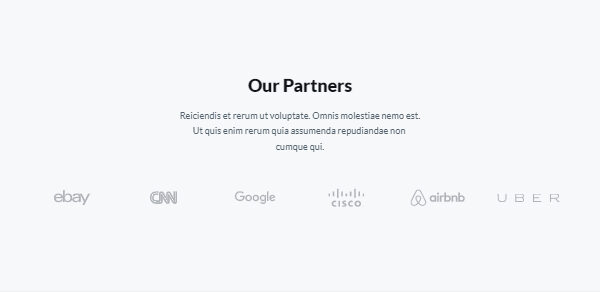 Our Partners
Reiciendis et rerum ut voluptate. Omnis molestiae nemo est.
Ut quis enim rerum quia assumenda repudiandae non
cumque qui.
ebay CNN Google CISCO airbnb UBER